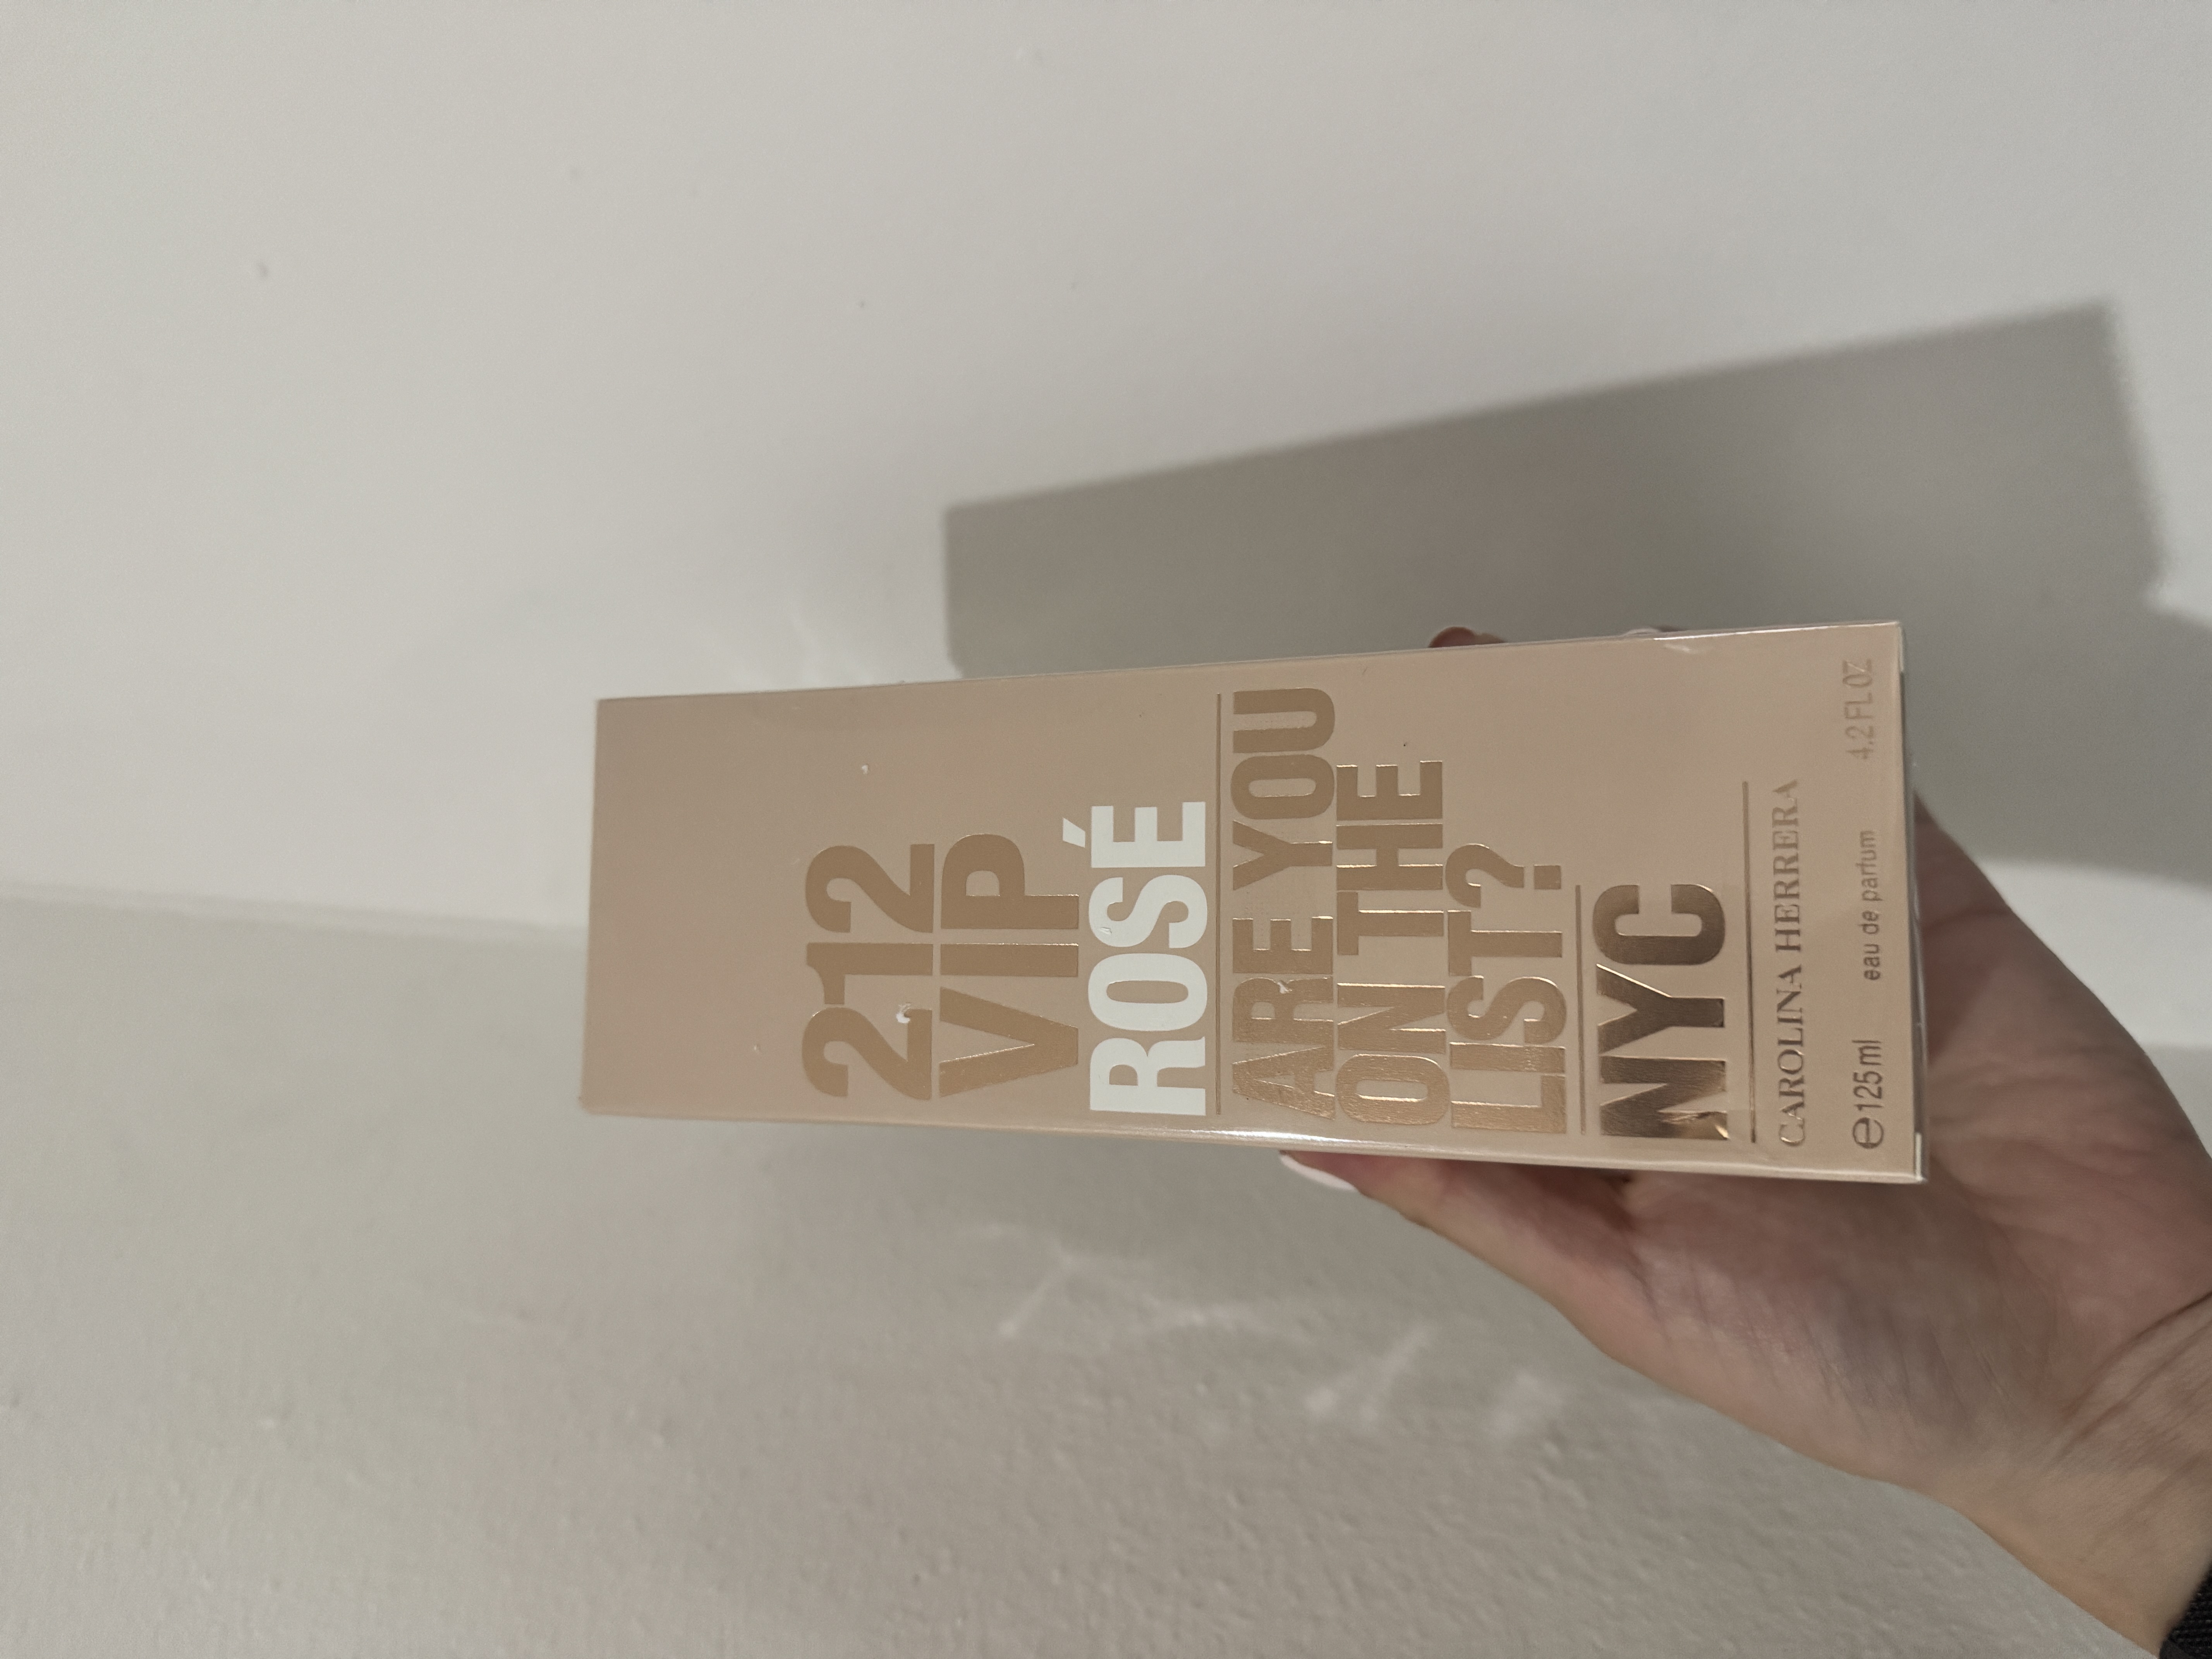 212
VIP
ROSÉ
ARE YOU
ON THE
LIST?
NYC
CAROLINA HERRERA
℮125ml eau de parfum 4.2 FL OZ